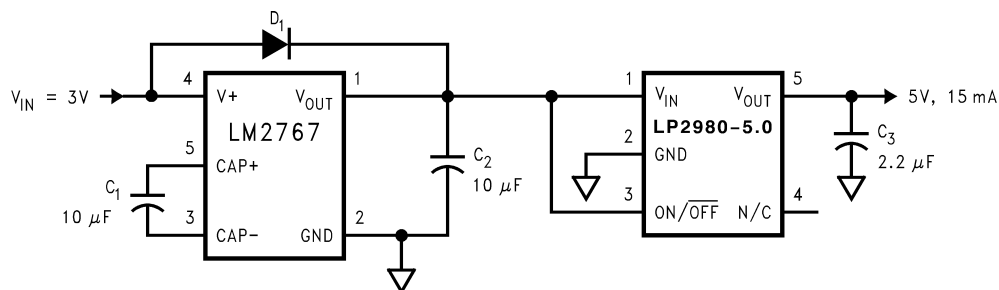 D1
VIN = 3V
4
V+
VOUT
1
LM2767
5
CAP+
C1
10 μF
3
CAP−
GND
2
C2
10 μF
1
VIN
VOUT
5
LP2980−5.0
2
GND
3
ON/OFF
N/C
4
5V, 15 mA
C3
2.2 μF